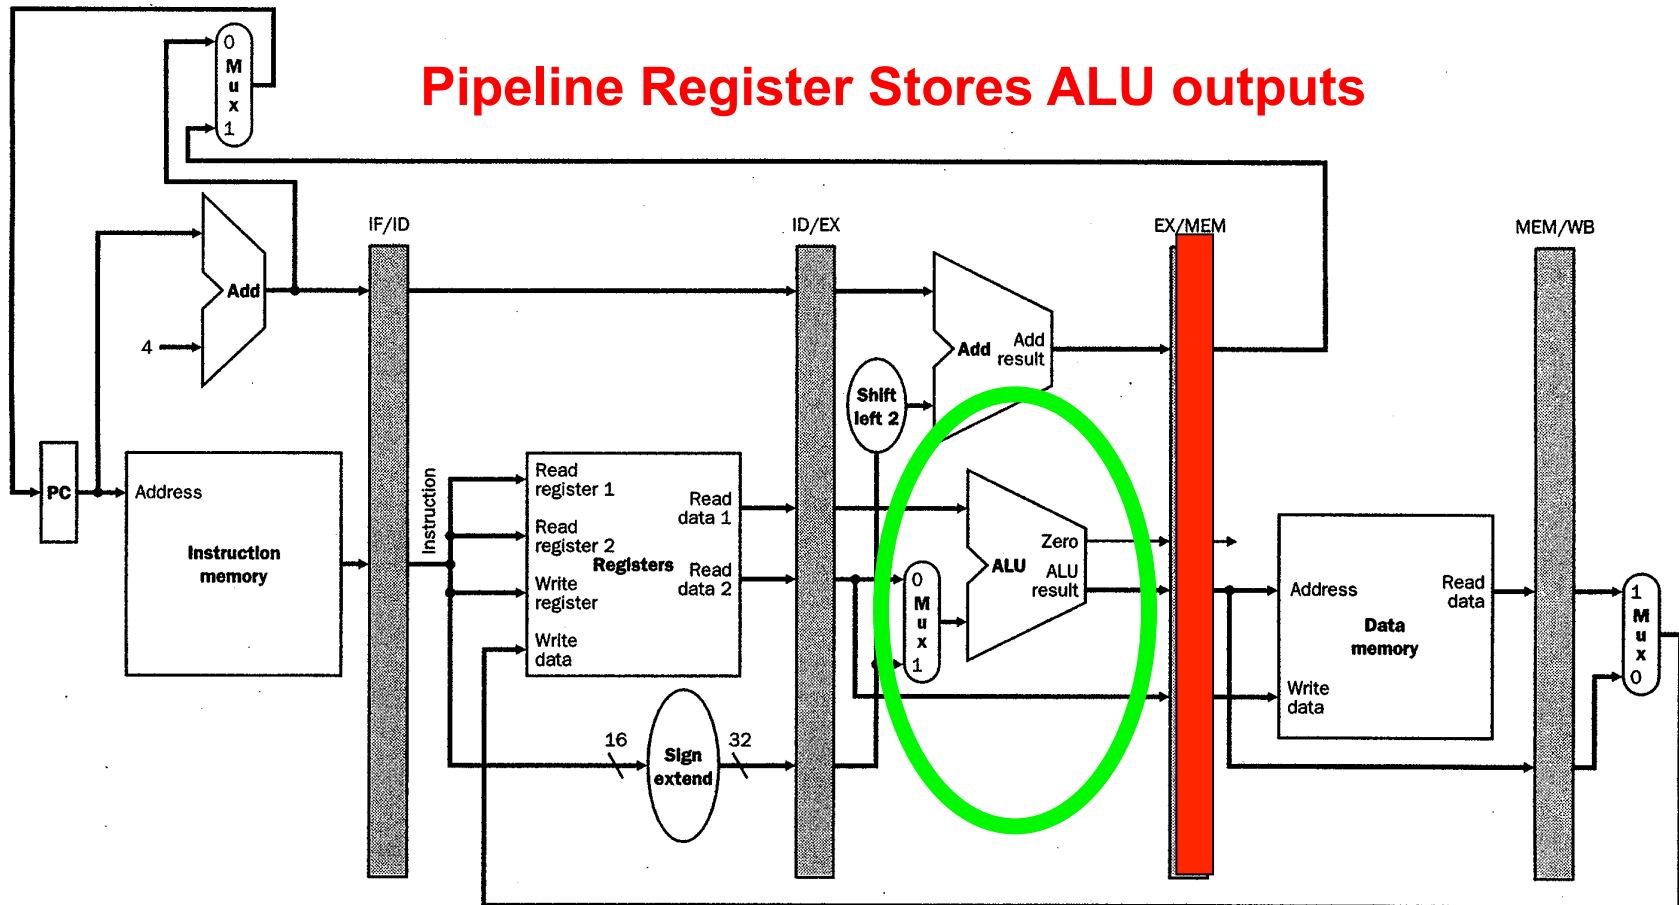 Pipeline Register Stores ALU outputs
0
M
u
x
1
IF/ID
ID/EX
EX/MEM
MEM/WB
Add
4
Add
Add
result
Shift
left 2
PC
Address
Instruction
memory
Instruction
Read
register 1
Read
register 2
Write
register
Write
data
Registers
Read
data 1
Read
data 2
16
Sign
extend
32
0
M
u
x
1
Zero
ALU
ALU
result
Address
Read
data
Data
memory
Write
data
1
M
u
x
0